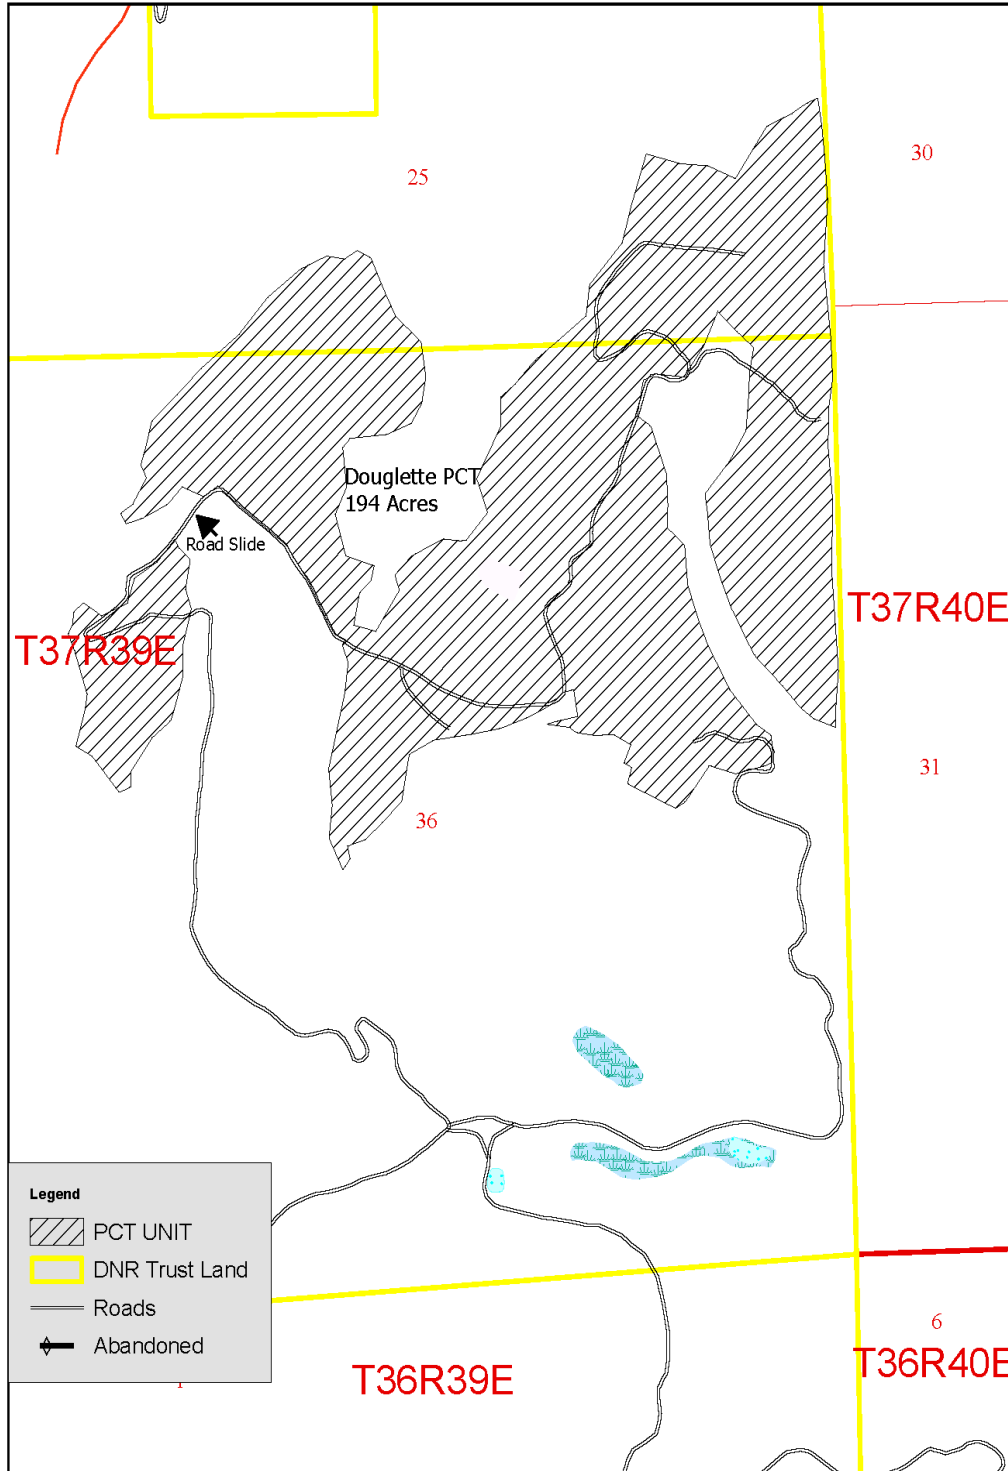 25
30
Douglette PCT
194 Acres
Road Slide
T37R39E
T37R40E
31
36
Legend
PCT UNIT
DNR Trust Land
Roads
Abandoned
6
T36R39E
T36R40E